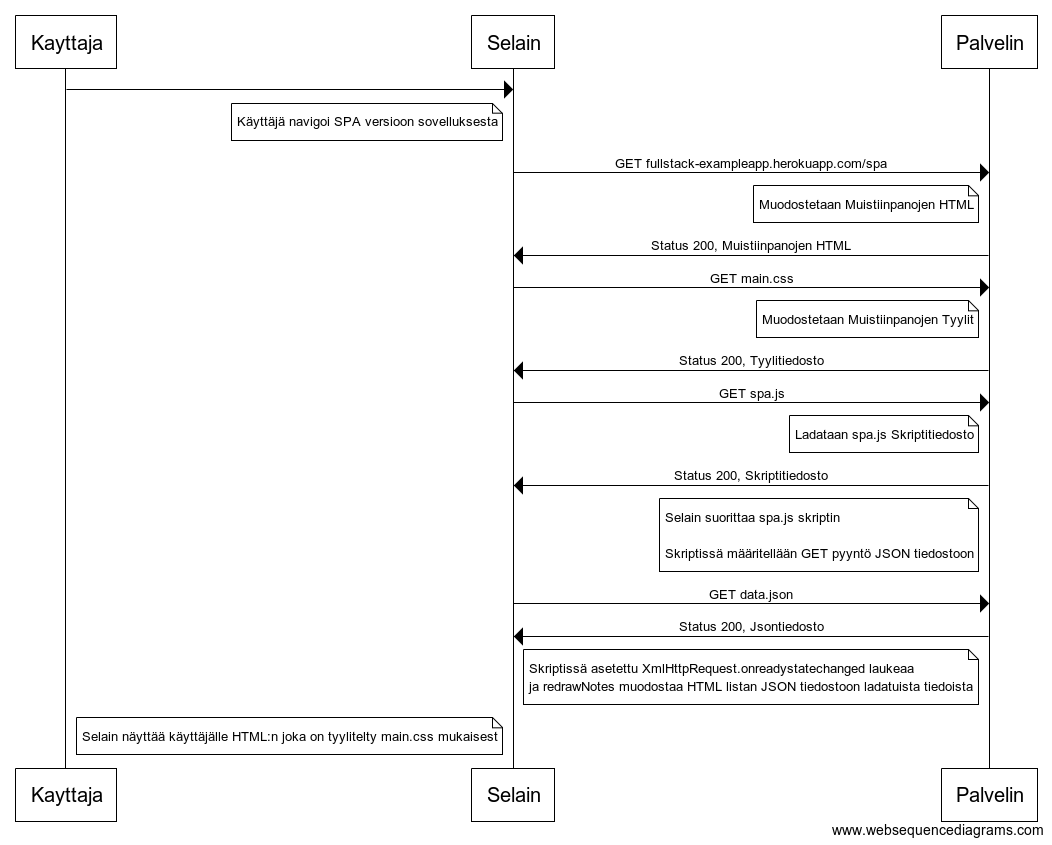 Kayttaja
Selain
Palvelin
Käyttäjä navigoi SPA versioon sovelluksesta
GET fullstack-exampleapp.herokuapp.com/spa
Muodostetaan Muistiinpanojen HTML
Status 200, Muistiinpanojen HTML
GET main.css
Muodostetaan Muistiinpanojen Tyylit
Status 200, Tyylitiedosto
GET spa.js
Ladataan spa.js Skriptitiedosto
Status 200, Skriptitiedosto
Selain suorittaa spa.js skriptin
Skriptissä määritellään GET pyyntö JSON tiedostoon
GET data.json
Status 200, Jsontiedosto
Skriptissä asetettu XmlHttpRequest.onreadystatechanged laukeaa
ja redrawNotes muodostaa HTML listan JSON tiedostoon ladatuista tiedoista
Selain näyttää käyttäjälle HTML:n joka on tyylitelty main.css mukaisest
Kayttaja
Selain
Palvelin
www.websequencediagrams.com